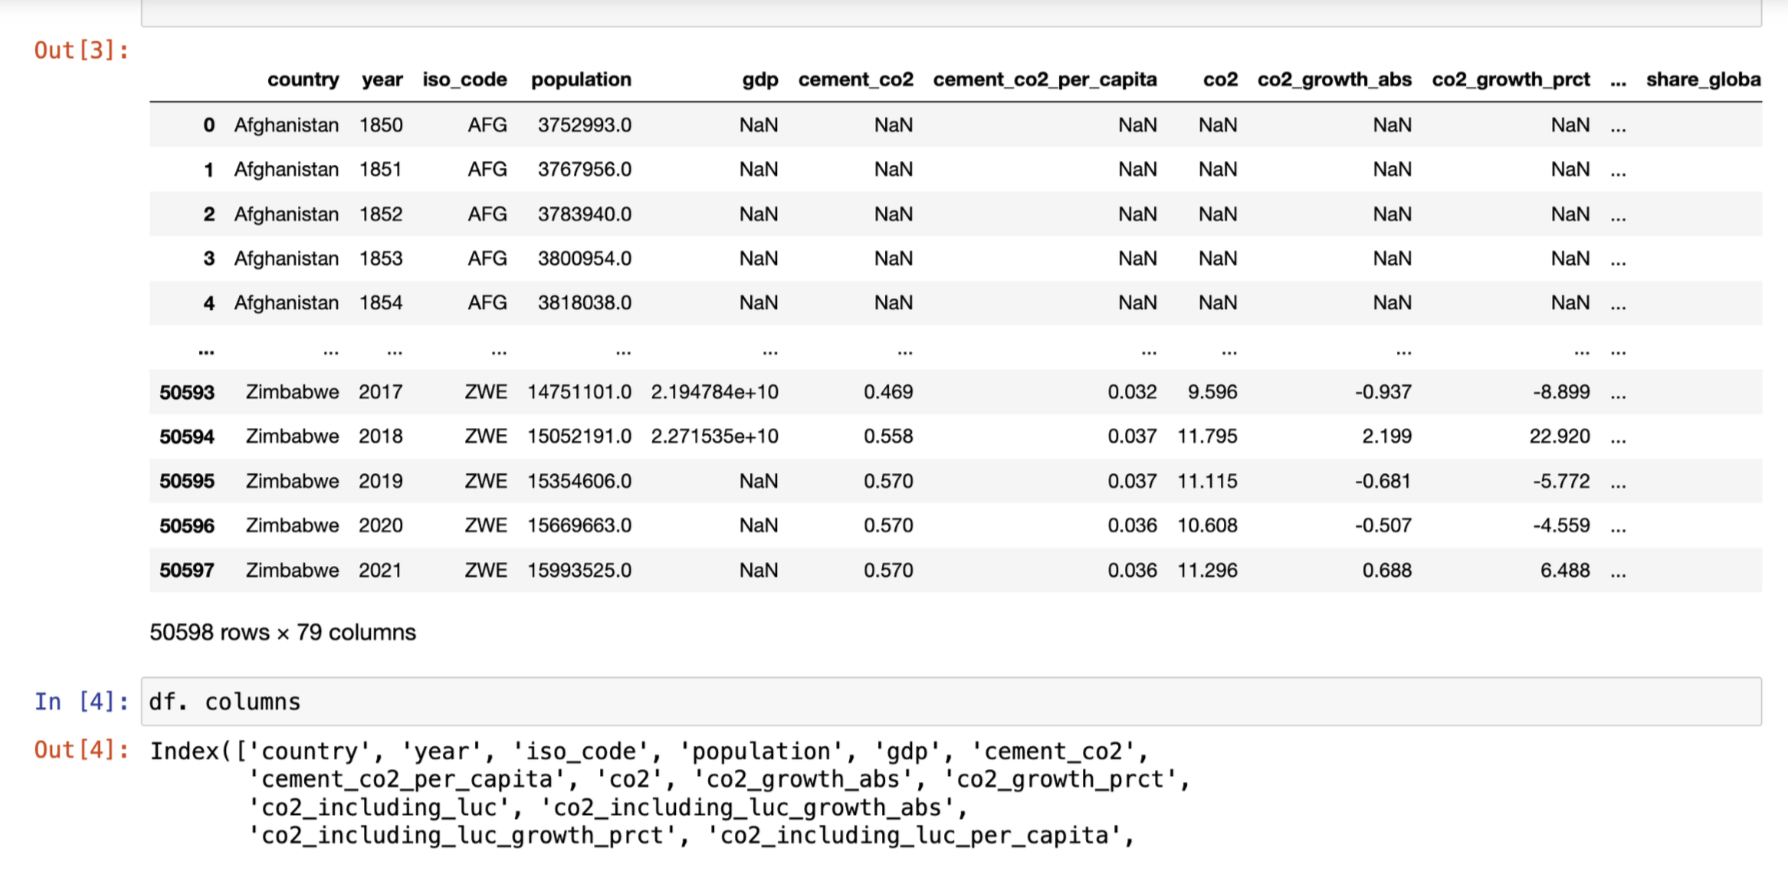 Out[3]:
country year iso_code population gdp cement_co2 cement_co2_per_capita co2 co2_growth_abs co2_growth_prct ... share_globa
0 Afghanistan 1850 AFG 3752993.0 NaN NaN NaN NaN NaN NaN ...
1 Afghanistan 1851 AFG 3767956.0 NaN NaN NaN NaN NaN NaN ...
2 Afghanistan 1852 AFG 3783940.0 NaN NaN NaN NaN NaN NaN ...
3 Afghanistan 1853 AFG 3800954.0 NaN NaN NaN NaN NaN NaN ...
4 Afghanistan 1854 AFG 3818038.0 NaN NaN NaN NaN NaN NaN ...
... ... ... ... ... ... ... ... ... ... ... ...
50593 Zimbabwe 2017 ZWE 14751101.0 2.194784e+10 0.469 0.032 9.596 -0.937 -8.899 ...
50594 Zimbabwe 2018 ZWE 15052191.0 2.271535e+10 0.558 0.037 11.795 2.199 22.920 ...
50595 Zimbabwe 2019 ZWE 15354606.0 NaN 0.570 0.037 11.115 -0.681 -5.772 ...
50596 Zimbabwe 2020 ZWE 15669663.0 NaN 0.570 0.036 10.608 -0.507 -4.559 ...
50597 Zimbabwe 2021 ZWE 15993525.0 NaN 0.570 0.036 11.296 0.688 6.488 ...
50598 rows × 79 columns
In [4]: df. columns
Out[4]: Index(['country', 'year', 'iso_code', 'population', 'gdp', 'cement_co2',
'cement_co2_per_capita', 'co2', 'co2_growth_abs', 'co2_growth_prct',
'co2_including_luc', 'co2_including_luc_growth_abs',
'co2_including_luc_growth_prct', 'co2_including_luc_per_capita',